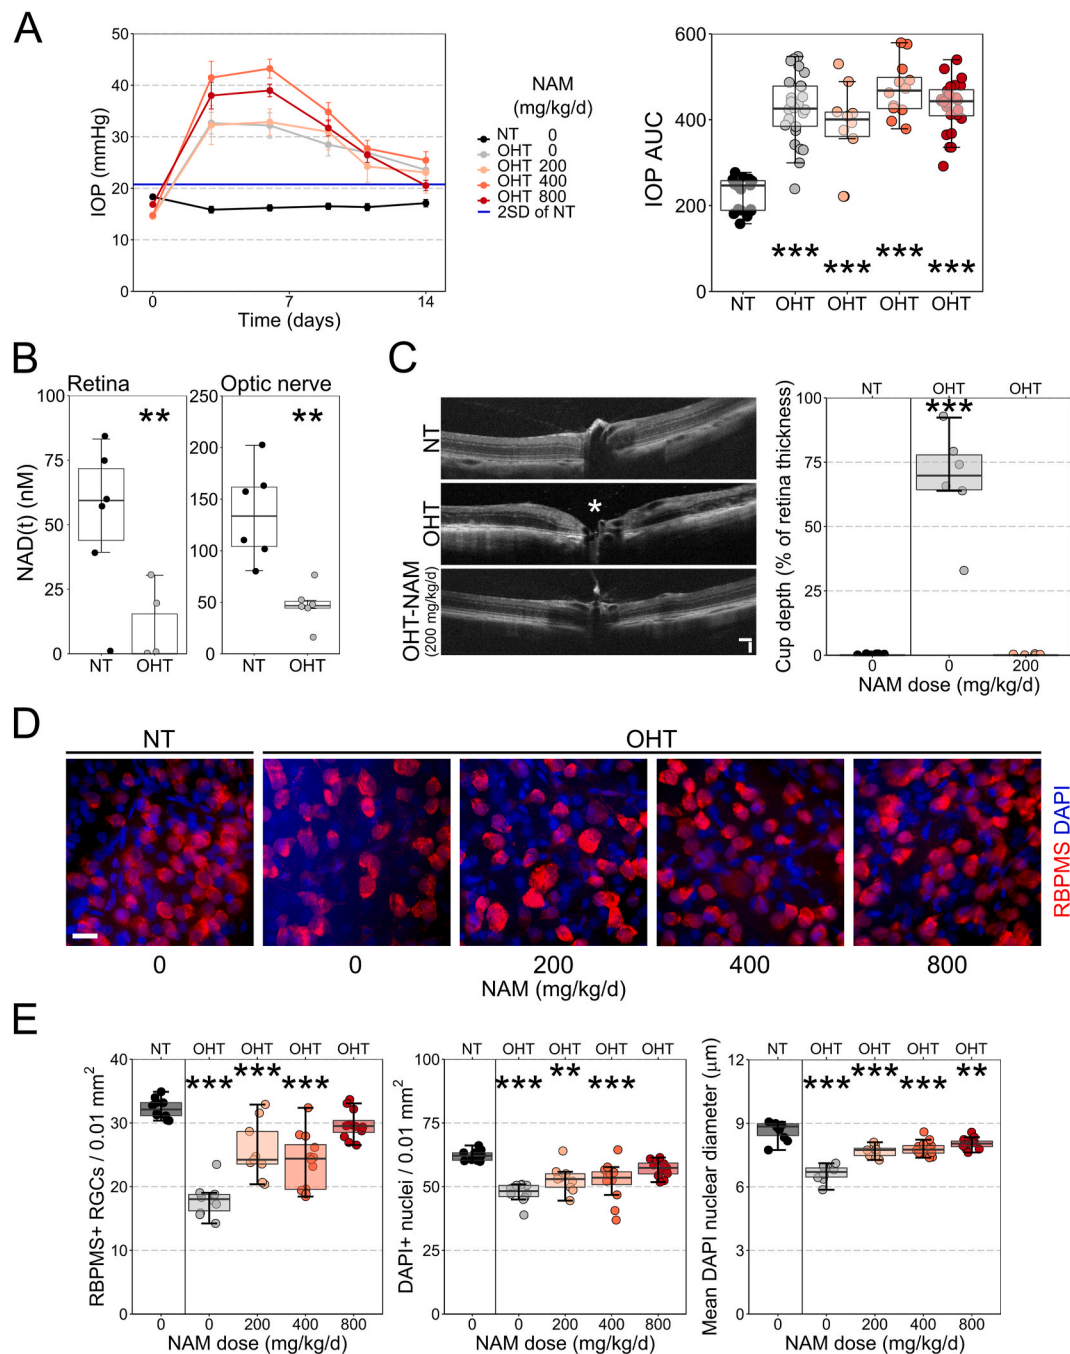 A
50
40
30
20
10
0
IOP (mmHg)
0 7 14
Time (days)
NAM
(mg/kg/d)
NT 0
OHT 0
OHT 200
OHT 400
OHT 800
2SD of NT
600
400
200
0
IOP AUC
*** *** *** ***
NT OHT OHT OHT OHT
B
Retina
100
75
50
25
0
NAD(t) (nM)
**
NT OHT
Optic nerve
250
200
150
100
50
0
**
NT OHT
C
NT
OHT
*
OHT-NAM
(200 mg/kg/d)
NT OHT OHT
***
100
75
50
25
0
Cup depth (% of retina thickness)
0 0 200
NAM dose (mg/kg/d)
D
NT OHT
RBPMS DAPI
0 0 200 400 800
NAM (mg/kg/d)
E
NT OHT OHT OHT OHT
*** *** ***
40
30
20
10
0
RBPMS+ RGCs / 0.01 mm²
0 0 200 400 800
NAM dose (mg/kg/d)
NT OHT OHT OHT OHT
*** ** ***
100
75
50
25
0
DAPI+ nuclei / 0.01 mm²
0 0 200 400 800
NAM dose (mg/kg/d)
NT OHT OHT OHT OHT
*** *** *** **
12
9
6
3
0
Mean DAPI nuclear diameter (µm)
0 0 200 400 800
NAM dose (mg/kg/d)